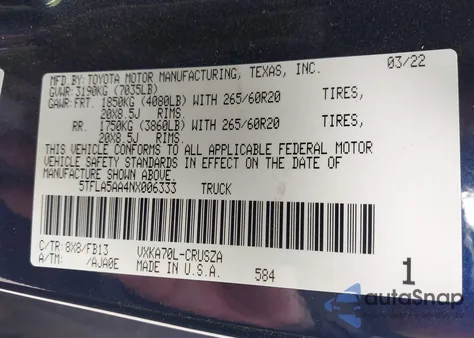 MFD.BY:TOYOTA MOTOR MANUFACTURING, TEXAS, INC. 03/22
GVWR:3190KG (7035LB)
GAWR:FRT. 1850KG (4080LB) WITH 265/60R20 TIRES,
20X8.5J RIMS.
RR. 1750KG (3860LB) WITH 265/60R20 TIRES,
20X8.5J RIMS.
THIS VEHICLE CONFORMS TO ALL APPLICABLE FEDERAL MOTOR
VEHICLE SAFETY STANDARDS IN EFFECT ON THE DATE OF
MANUFACTURE SHOWN ABOVE.
5TFLA5AA4NX006333 TRUCK
C/TR:8X8/FB13 VXKA70L-CRUSZA
A/TM: /AJA0E MADE IN U.S.A. 584
1
autoSnap